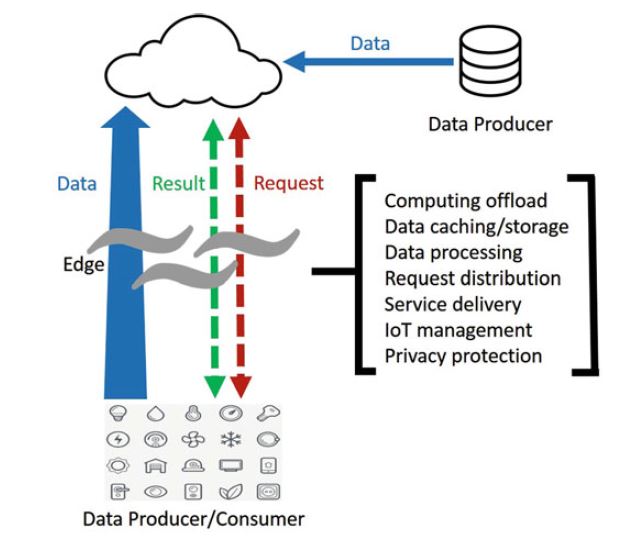 Data
Data Producer
Data
Result
Request
Edge
Computing offload
Data caching/storage
Data processing
Request distribution
Service delivery
IoT management
Privacy protection
Data Producer/Consumer